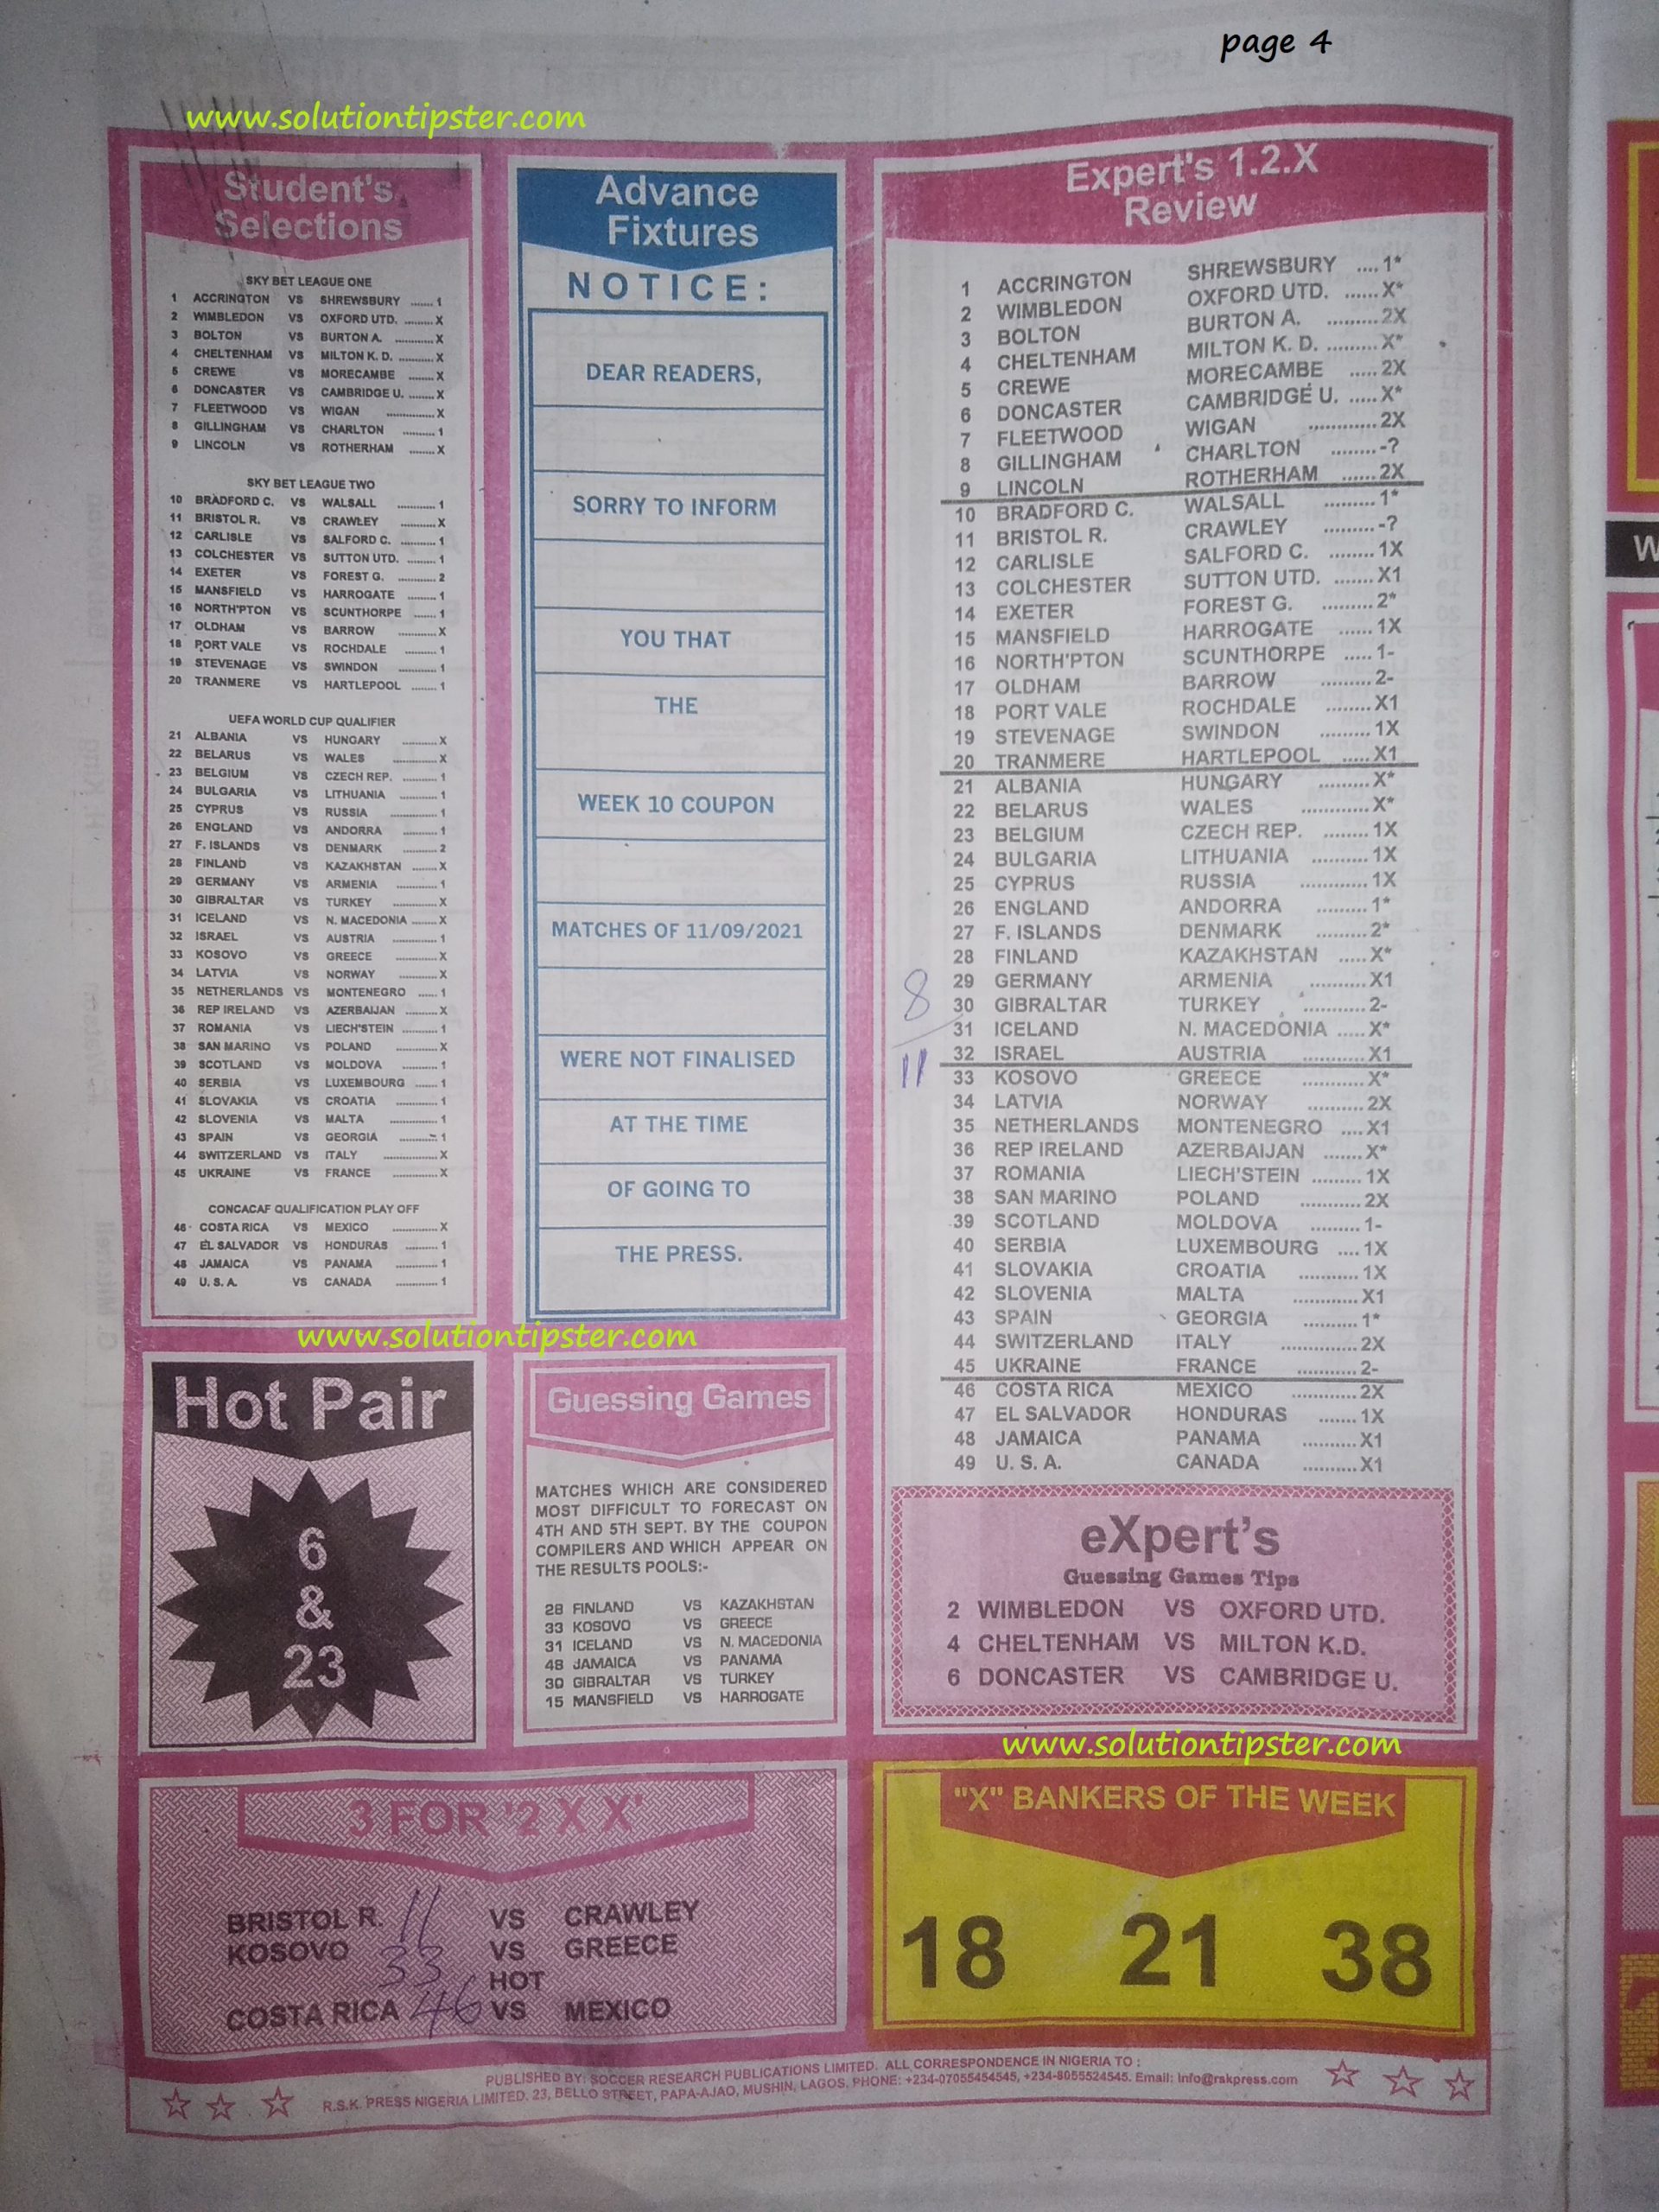 page 4
www.solutiontipster.com
Student's
Selections
SKY BET LEAGUE ONE
1 ACCRINGTON VS SHREWSBURY ....... 1
2 WIMBLEDON VS OXFORD UTD. ......... X
3 BOLTON VS BURTON A. ............ X
4 CHELTENHAM VS MILTON K. D. ........... X
5 CREWE VS MORECAMBE ........ X
6 DONCASTER VS CAMBRIDGE U. ....... X
7 FLEETWOOD VS WIGAN .............. X
8 GILLINGHAM VS CHARLTON .......... 1
9 LINCOLN VS ROTHERHAM ........ X
SKY BET LEAGUE TWO
10 BRADFORD C. VS WALSALL ............ 1
11 BRISTOL R. VS CRAWLEY ........... X
12 CARLISLE VS SALFORD C. ........... 1
13 COLCHESTER VS SUTTON UTD. ........ 1
14 EXETER VS FOREST G. ............ 2
15 MANSFIELD VS HARROGATE ......... 1
16 NORTH'PTON VS SCUNTHORPE ..... 1
17 OLDHAM VS BARROW ............ X
18 PORT VALE VS ROCHDALE .......... 1
19 STEVENAGE VS SWINDON ............ 1
20 TRANMERE VS HARTLEPOOL ........ 1
UEFA WORLD CUP QUALIFIER
21 ALBANIA VS HUNGARY ........... X
22 BELARUS VS WALES .............. X
23 BELGIUM VS CZECH REP. .......... 1
24 BULGARIA VS LITHUANIA ............ 1
25 CYPRUS VS RUSSIA .............. 1
26 ENGLAND VS ANDORRA ........... 1
27 F. ISLANDS VS DENMARK ............ 2
28 FINLAND VS KAZAKHSTAN ....... X
29 GERMANY VS ARMENIA ............ 1
30 GIBRALTAR VS TURKEY ............. X
31 ICELAND VS N. MACEDONIA ....... X
32 ISRAEL VS AUSTRIA ............. 1
33 KOSOVO VS GREECE ............. X
34 LATVIA VS NORWAY ............ X
35 NETHERLANDS VS MONTENEGRO ...... 1
36 REP IRELAND VS AZERBAIJAN ......... X
37 ROMANIA VS LIECH'STEIN ........... 1
38 SAN MARINO VS POLAND ............ X
39 SCOTLAND VS MOLDOVA ............ 1
40 SERBIA VS LUXEMBOURG ...... 1
41 SLOVAKIA VS CROATIA ............ 1
42 SLOVENIA VS MALTA .............. 1
43 SPAIN VS GEORGIA ............ 1
44 SWITZERLAND VS ITALY ................ X
45 UKRAINE VS FRANCE ............. X
CONCACAF QUALIFICATION PLAY OFF
46 COSTA RICA VS MEXICO ............. X
47 EL SALVADOR VS HONDURAS .......... 1
48 JAMAICA VS PANAMA ............ 1
49 U. S. A. VS CANADA ............ 1
Advance
Fixtures
NOTICE:
DEAR READERS,
SORRY TO INFORM
YOU THAT
THE
WEEK 10 COUPON
MATCHES OF 11/09/2021
WERE NOT FINALISED
AT THE TIME
OF GOING TO
THE PRESS.
Expert's 1.2.X
Review
1 ACCRINGTON SHREWSBURY .... 1*
2 WIMBLEDON OXFORD UTD. ...... X*
3 BOLTON BURTON A. ......... 2X
4 CHELTENHAM MILTON K. D. ......... X*
5 CREWE MORECAMBE ..... 2X
6 DONCASTER CAMBRIDGE U. ..... X*
7 FLEETWOOD WIGAN ............ 2X
8 GILLINGHAM CHARLTON ......... -?
9 LINCOLN ROTHERHAM ...... 2X
10 BRADFORD C. WALSALL ......... 1*
11 BRISTOL R. CRAWLEY ......... -?
12 CARLISLE SALFORD C. ........ 1X
13 COLCHESTER SUTTON UTD. ....... X1
14 EXETER FOREST G. ......... 2*
15 MANSFIELD HARROGATE ...... 1X
16 NORTH'PTON SCUNTHORPE ..... 1-
17 OLDHAM BARROW ......... 2-
18 PORT VALE ROCHDALE ........ X1
19 STEVENAGE SWINDON ......... 1X
20 TRANMERE HARTLEPOOL ..... X1
21 ALBANIA HUNGARY ......... X*
22 BELARUS WALES ............ X*
23 BELGIUM CZECH REP. ........ 1X
24 BULGARIA LITHUANIA .......... 1X
25 CYPRUS RUSSIA ............ 1X
26 ENGLAND ANDORRA ......... 1*
27 F. ISLANDS DENMARK ......... 2*
28 FINLAND KAZAKHSTAN ..... X*
29 GERMANY ARMENIA .......... X1
8
30 GIBRALTAR TURKEY ........... 2-
31 ICELAND N. MACEDONIA ..... X*
32 ISRAEL AUSTRIA ........... X1
11
33 KOSOVO GREECE ........... X*
34 LATVIA NORWAY .......... 2X
35 NETHERLANDS MONTENEGRO .... X1
36 REP IRELAND AZERBAIJAN ....... X*
37 ROMANIA LIECH'STEIN ......... 1X
38 SAN MARINO POLAND ........... 2X
39 SCOTLAND MOLDOVA ......... 1-
40 SERBIA LUXEMBOURG .... 1X
41 SLOVAKIA CROATIA ........... 1X
42 SLOVENIA MALTA ............ X1
43 SPAIN GEORGIA .......... 1*
44 SWITZERLAND ITALY .............. 2X
45 UKRAINE FRANCE ........... 2-
46 COSTA RICA MEXICO ............ 2X
47 EL SALVADOR HONDURAS ....... 1X
48 JAMAICA PANAMA .......... X1
49 U. S. A. CANADA .......... X1
www.solutiontipster.com
Hot Pair
6
&
23
Guessing Games
MATCHES WHICH ARE CONSIDERED
MOST DIFFICULT TO FORECAST ON
4TH AND 5TH SEPT. BY THE COUPON
COMPILERS AND WHICH APPEAR ON
THE RESULTS POOLS:-
28 FINLAND VS KAZAKHSTAN
33 KOSOVO VS GREECE
31 ICELAND VS N. MACEDONIA
48 JAMAICA VS PANAMA
30 GIBRALTAR VS TURKEY
15 MANSFIELD VS HARROGATE
eXpert's
Guessing Games Tips
2 WIMBLEDON VS OXFORD UTD.
4 CHELTENHAM VS MILTON K.D.
6 DONCASTER VS CAMBRIDGE U.
www.solutiontipster.com
3 FOR '2 X X'
BRISTOL R. 11 VS CRAWLEY
KOSOVO 33 VS GREECE
HOT
COSTA RICA 46 VS MEXICO
"X" BANKERS OF THE WEEK
18 21 38
PUBLISHED BY: SOCCER RESEARCH PUBLICATIONS LIMITED. ALL CORRESPONDENCE IN NIGERIA TO :
R.S.K. PRESS NIGERIA LIMITED. 23, BELLO STREET, PAPA-AJAO, MUSHIN, LAGOS. PHONE: +234-07055454545, +234-8055524545. Email: info@rskpress.com
W